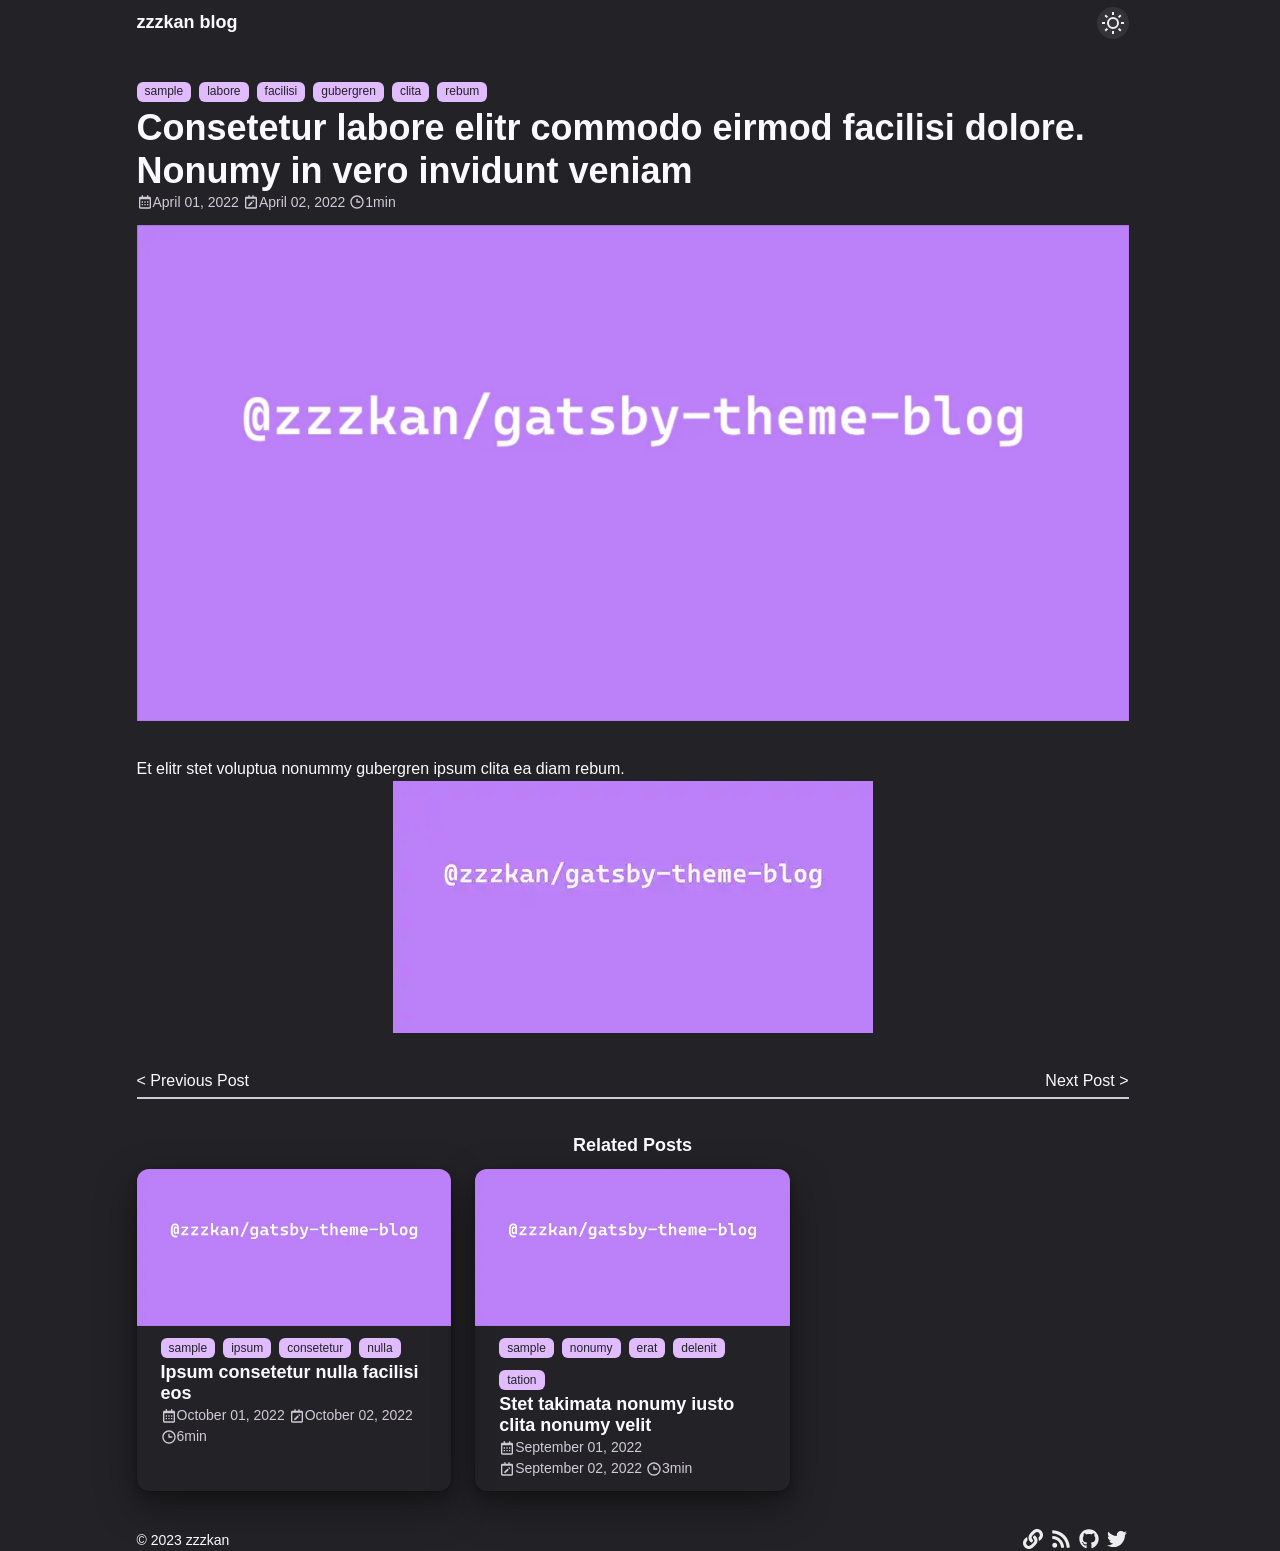 zzzkan blog
sample labore facilisi gubergren clita rebum
Consetetur labore elitr commodo eirmod facilisi dolore.
Nonumy in vero invidunt veniam
April 01, 2022 April 02, 2022 1min
@zzzkan/gatsby-theme-blog
Et elitr stet voluptua nonummy gubergren ipsum clita ea diam rebum.
@zzzkan/gatsby-theme-blog
< Previous Post Next Post >
Related Posts
@zzzkan/gatsby-theme-blog
sample ipsum consetetur nulla
Ipsum consetetur nulla facilisi
eos
October 01, 2022 October 02, 2022
6min
@zzzkan/gatsby-theme-blog
sample nonumy erat delenit
tation
Stet takimata nonumy iusto
clita nonumy velit
September 01, 2022
September 02, 2022 3min
© 2023 zzzkan